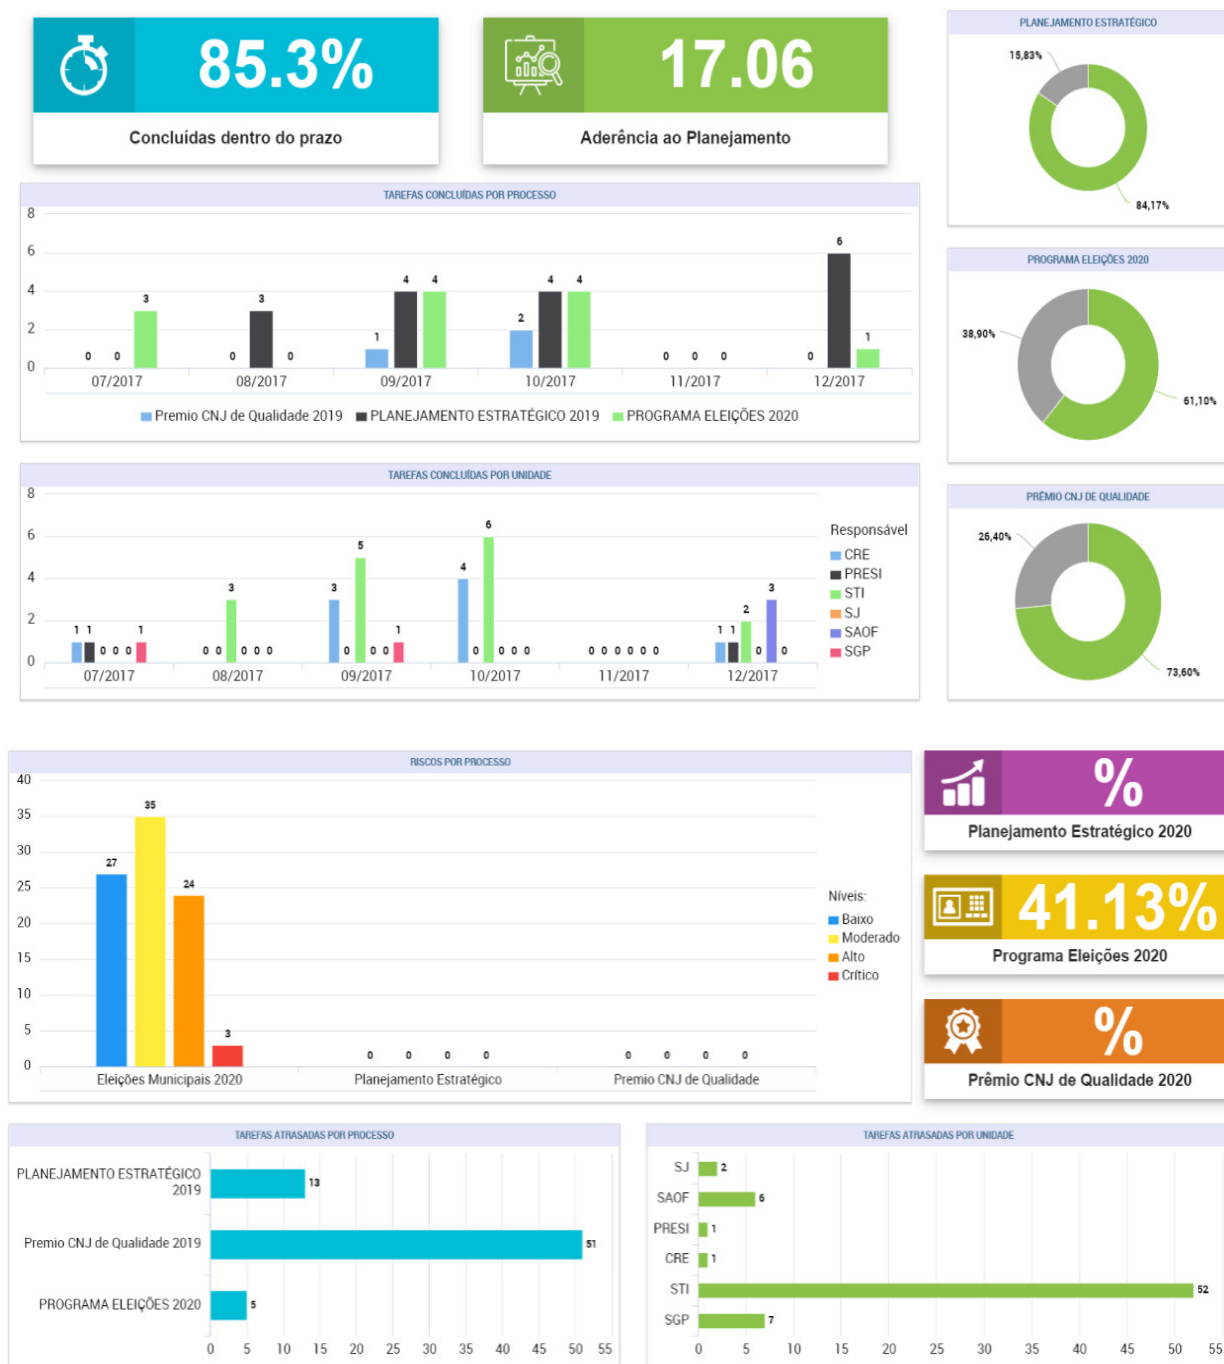 85.3%
Concluídas dentro do prazo
17.06
Aderência ao Planejamento
PLANEJAMENTO ESTRATÉGICO
15,83%
84,17%
TAREFAS CONCLUÍDAS POR PROCESSO
8
6
4
2
0
0 0 3
0 3 0
1 4 4
2 4 4
0 0 0
0 6 1
07/2017 08/2017 09/2017 10/2017 11/2017 12/2017
Premio CNJ de Qualidade 2019 PLANEJAMENTO ESTRATÉGICO 2019 PROGRAMA ELEIÇÕES 2020
PROGRAMA ELEIÇÕES 2020
38,90%
61,10%
TAREFAS CONCLUÍDAS POR UNIDADE
8
6
4
2
0
1 1 0 0 0 1
0 0 3 0 0 0
3 0 5 0 0 1
4 0 6 0 0 0
0 0 0 0 0 0
1 1 2 0 3 0
07/2017 08/2017 09/2017 10/2017 11/2017 12/2017
Responsável
CRE
PRESI
STI
SJ
SAOF
SGP
PRÊMIO CNJ DE QUALIDADE
26,40%
73,60%
RISCOS POR PROCESSO
40
35
30
25
20
15
10
5
0
27 35 24 3
0 0 0 0
0 0 0 0
Eleições Municipais 2020 Planejamento Estratégico Premio CNJ de Qualidade
Níveis:
Baixo
Moderado
Alto
Crítico
%
Planejamento Estratégico 2020
41.13%
Programa Eleições 2020
%
Prêmio CNJ de Qualidade 2020
TAREFAS ATRASADAS POR PROCESSO
PLANEJAMENTO ESTRATÉGICO
2019
13
Premio CNJ de Qualidade 2019 51
PROGRAMA ELEIÇÕES 2020 5
0 5 10 15 20 25 30 35 40 45 50 55
TAREFAS ATRASADAS POR UNIDADE
SJ 2
SAOF 6
PRESI 1
CRE 1
STI 52
SGP 7
0 5 10 15 20 25 30 35 40 45 50 55